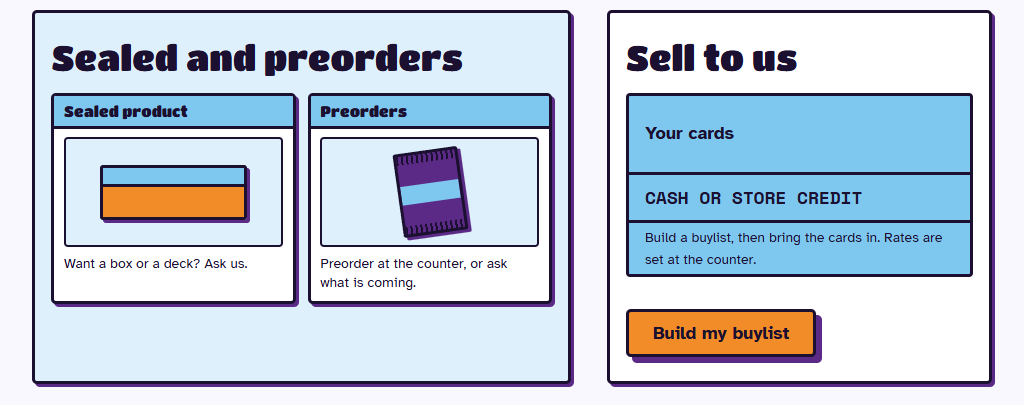 Sealed and preorders
Sealed product
Want a box or a deck? Ask us.
Preorders
Preorder at the counter, or ask
what is coming.
Sell to us
Your cards
CASH OR STORE CREDIT
Build a buylist, then bring the cards in. Rates are
set at the counter.
Build my buylist